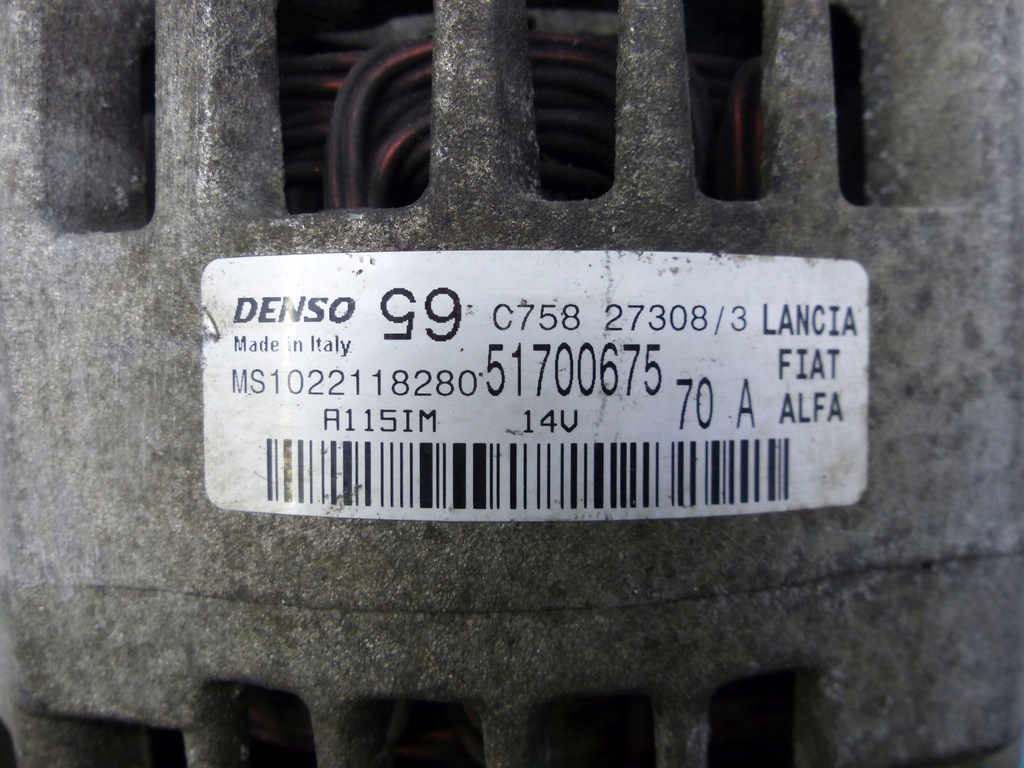 DENSO 65 C758 27308/3 LANCIA
Made in Italy FIAT
MS1022118280 51700675 70 A ALFA
A115IM 14V